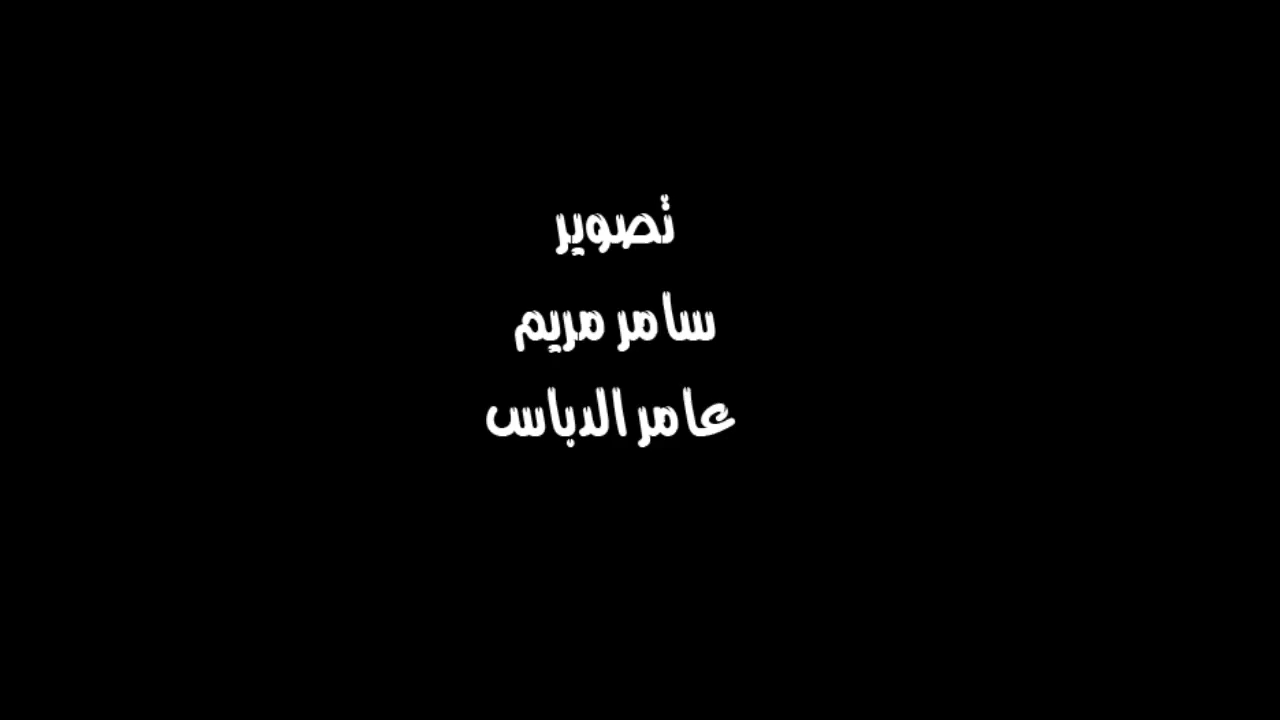 تصوير
سامر مريم
عامر الدباس